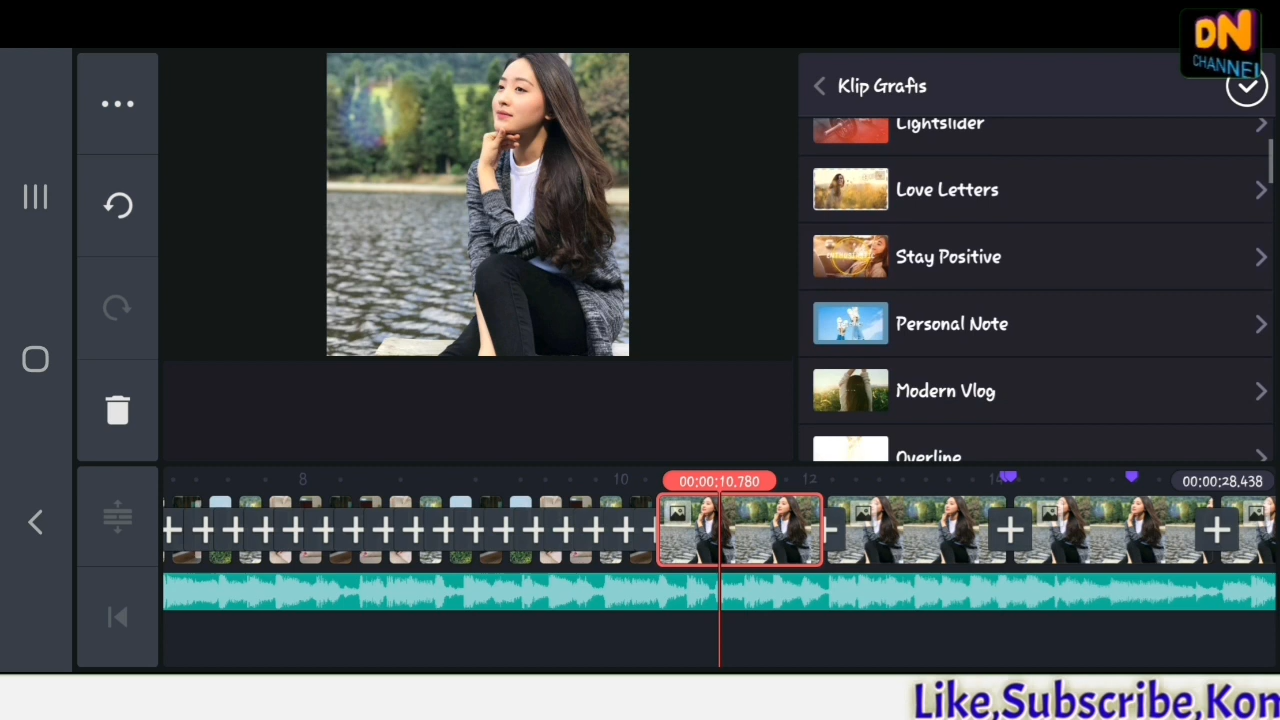 DN
CHANNEL
Klip Grafis
Lightslider
Love Letters
Stay Positive
Personal Note
Modern Vlog
Overline
8
10
00:00:10,780
12
00:00:28,438
Like,Subscribe,Kon